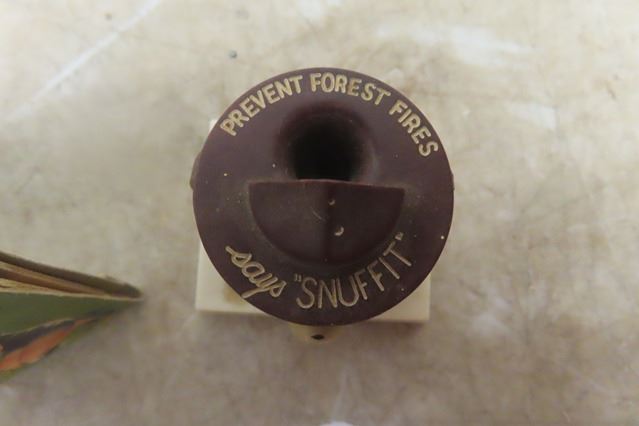 PREVENT FOREST FIRES
says "SNUFFIT"